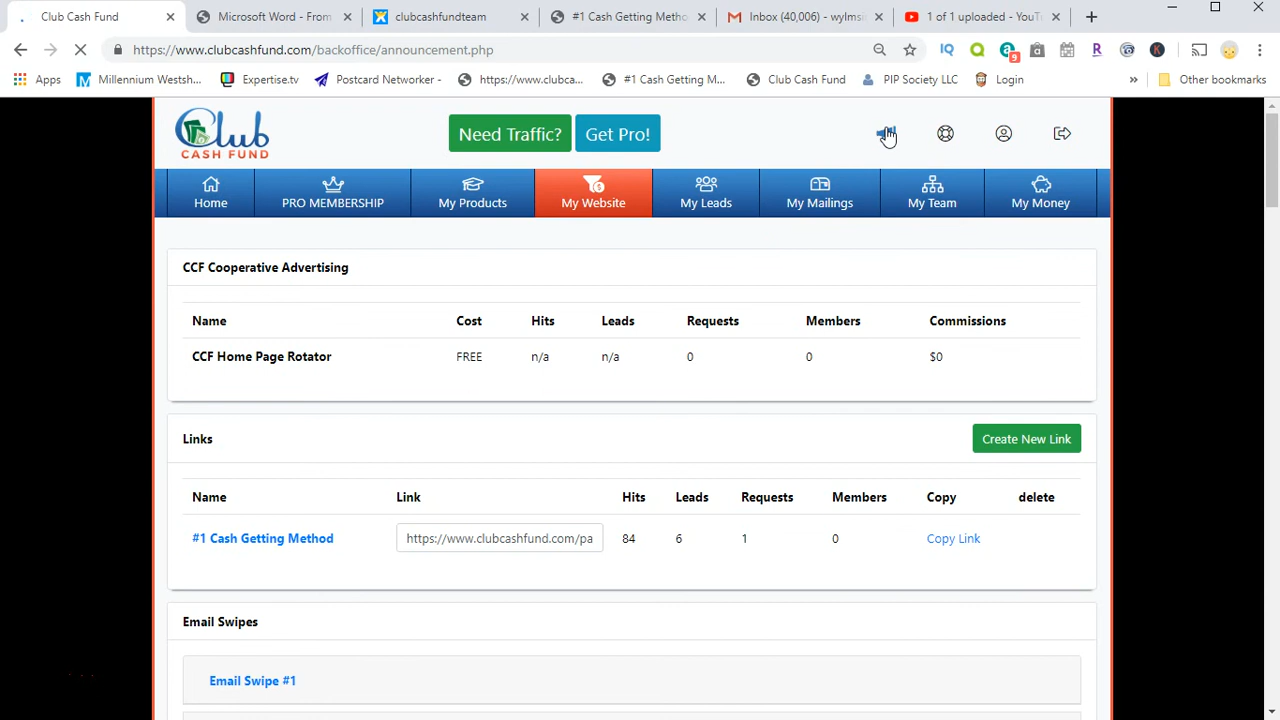 Club Cash Fund
Microsoft Word - From
clubcashfundteam
#1 Cash Getting Metho
Inbox (40,006) - wylms
1 of 1 uploaded - YouT
https://www.clubcashfund.com/backoffice/announcement.php
IQ
9
R
K
Apps
Millennium Westsh...
Expertise.tv
Postcard Networker -
https://www.clubca...
#1 Cash Getting M...
Club Cash Fund
PIP Society LLC
Login
»
Other bookmarks
Club
CASH FUND
Need Traffic?
Get Pro!
Home
PRO MEMBERSHIP
My Products
My Website
My Leads
My Mailings
My Team
My Money
CCF Cooperative Advertising
Name Cost Hits Leads Requests Members Commissions
CCF Home Page Rotator FREE n/a n/a 0 0 $0
Links
Create New Link
Name Link Hits Leads Requests Members Copy delete
#1 Cash Getting Method https://www.clubcashfund.com/pa 84 6 1 0 Copy Link
Email Swipes
Email Swipe #1